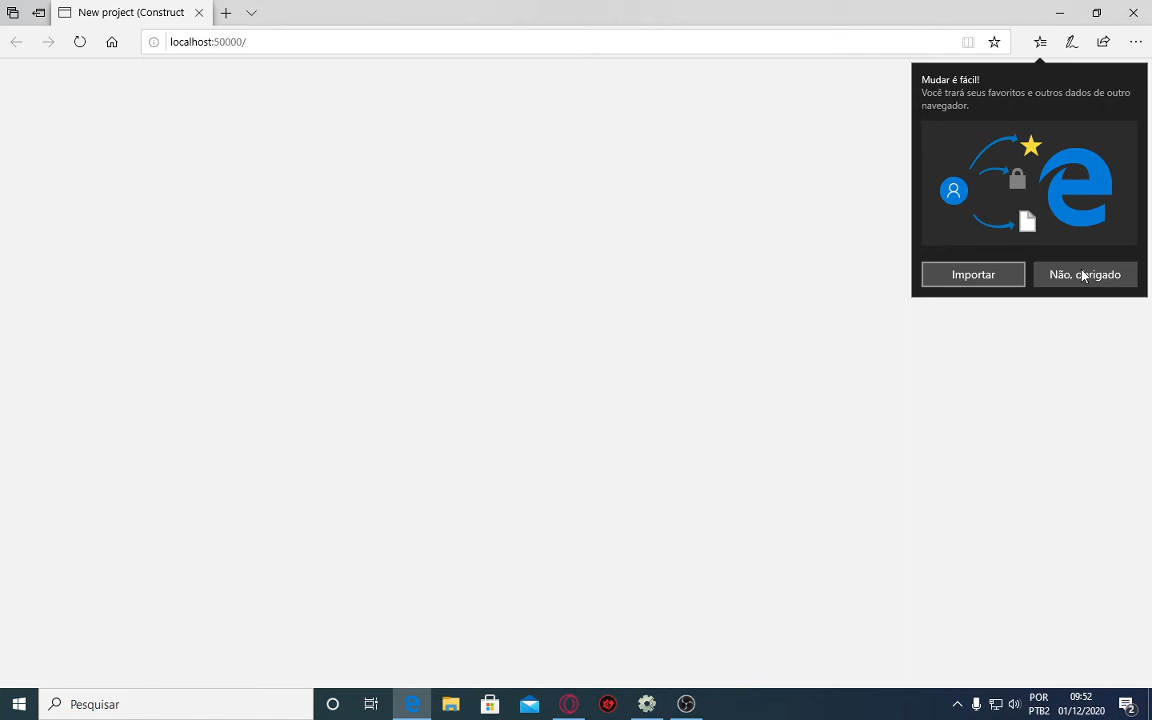 New project (Construct
localhost:50000/
Mudar é fácil!
Você trará seus favoritos e outros dados de outro
navegador.
Importar
Não, obrigado
Pesquisar
POR
PTB2
09:52
01/12/2020
2